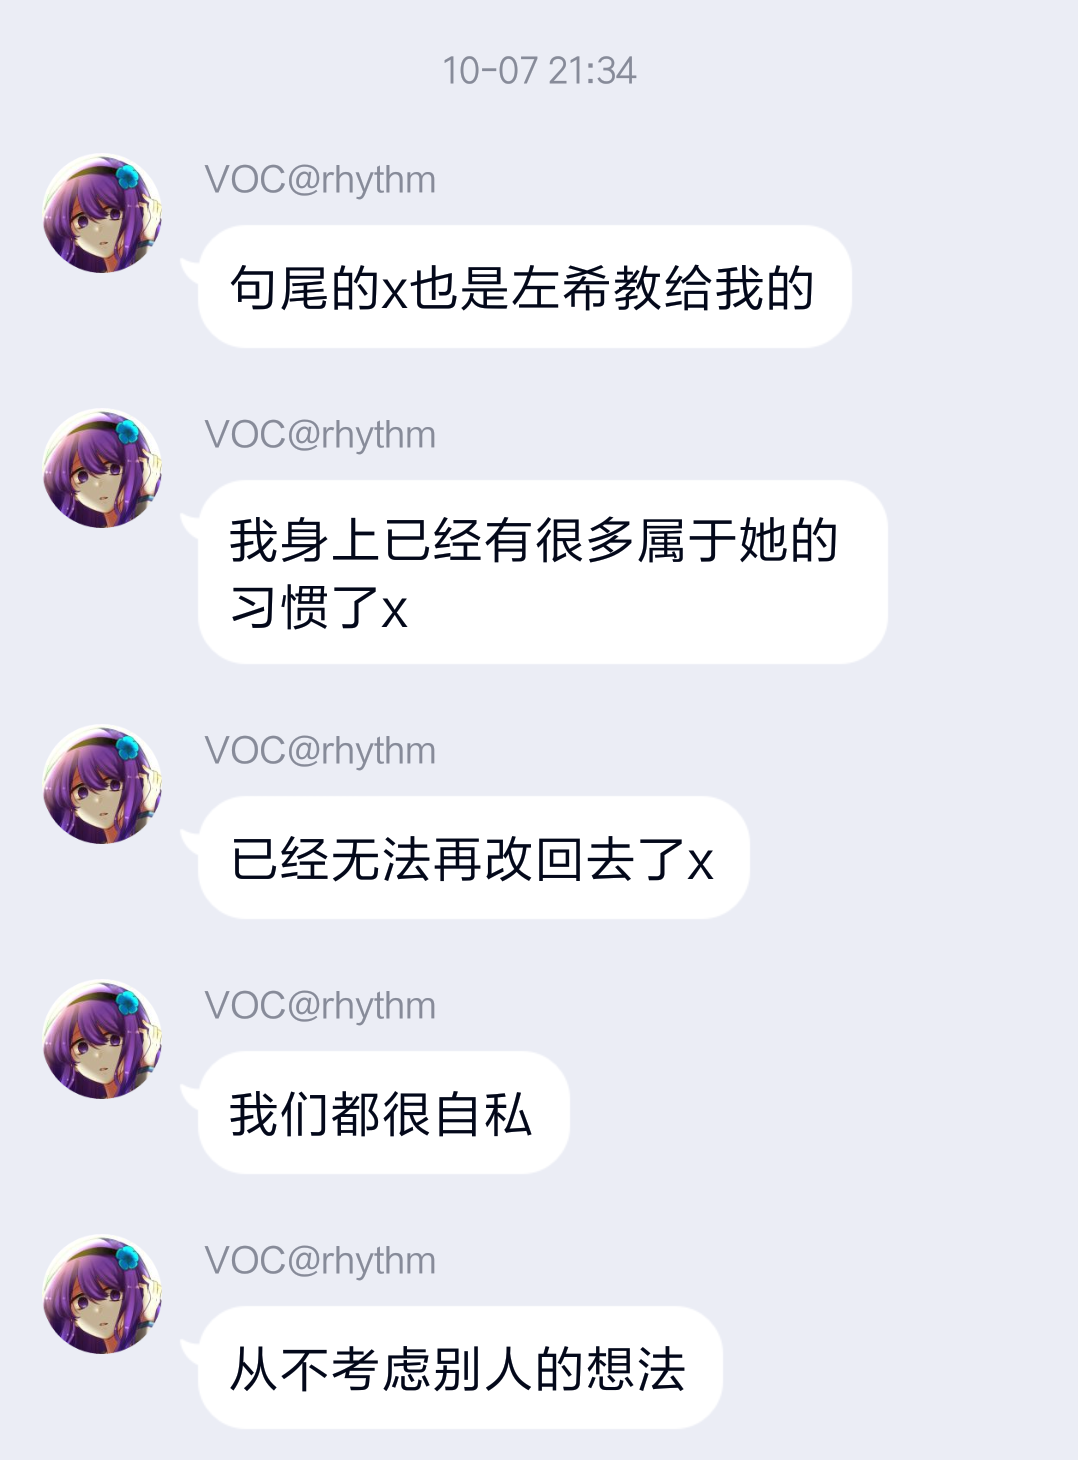 10-07 21:34
VOC@rhythm
句尾的x也是左希教给我的
VOC@rhythm
我身上已经有很多属于她的
习惯了x
VOC@rhythm
已经无法再改回去了x
VOC@rhythm
我们都很自私
VOC@rhythm
从不考虑别人的想法